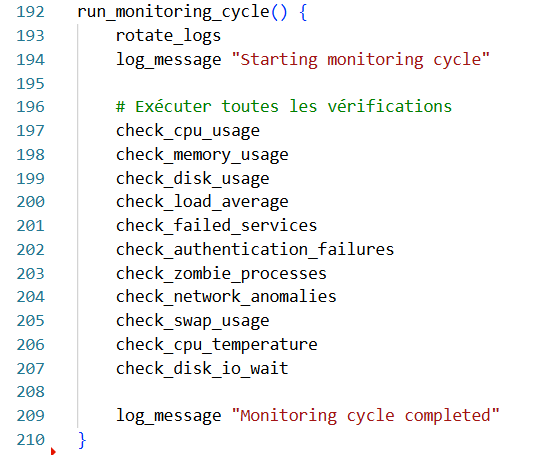 192 run_monitoring_cycle() {
193     rotate_logs
194     log_message "Starting monitoring cycle"
195
196     # Exécuter toutes les vérifications
197     check_cpu_usage
198     check_memory_usage
199     check_disk_usage
200     check_load_average
201     check_failed_services
202     check_authentication_failures
203     check_zombie_processes
204     check_network_anomalies
205     check_swap_usage
206     check_cpu_temperature
207     check_disk_io_wait
208
209     log_message "Monitoring cycle completed"
210 }